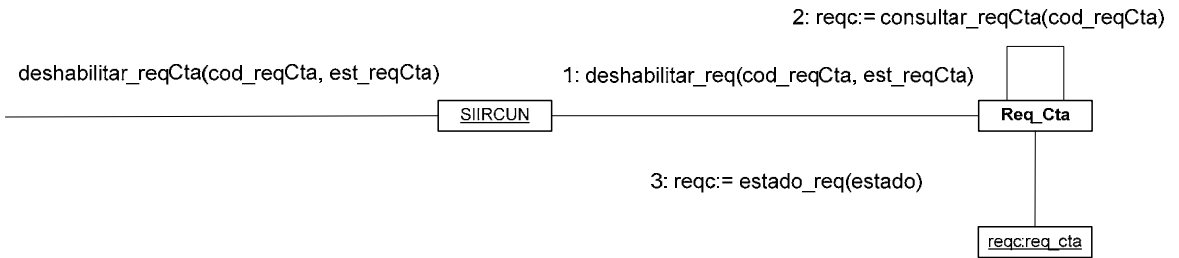 2: reqc:= consultar_reqCta(cod_reqCta)
deshabilitar_reqCta(cod_reqCta, est_reqCta)
1: deshabilitar_req(cod_reqCta, est_reqCta)
SIIRCUN
Req_Cta
3: reqc:= estado_req(estado)
reqc:req_cta